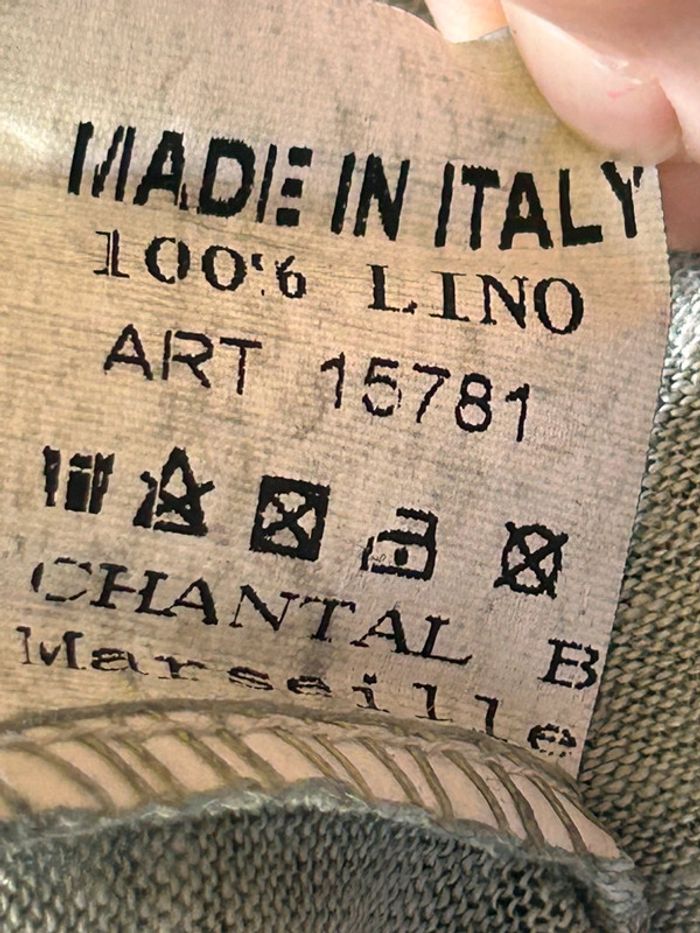 MADE IN ITALY
100% LINO
ART 15781
CHANTAL B
Marseille